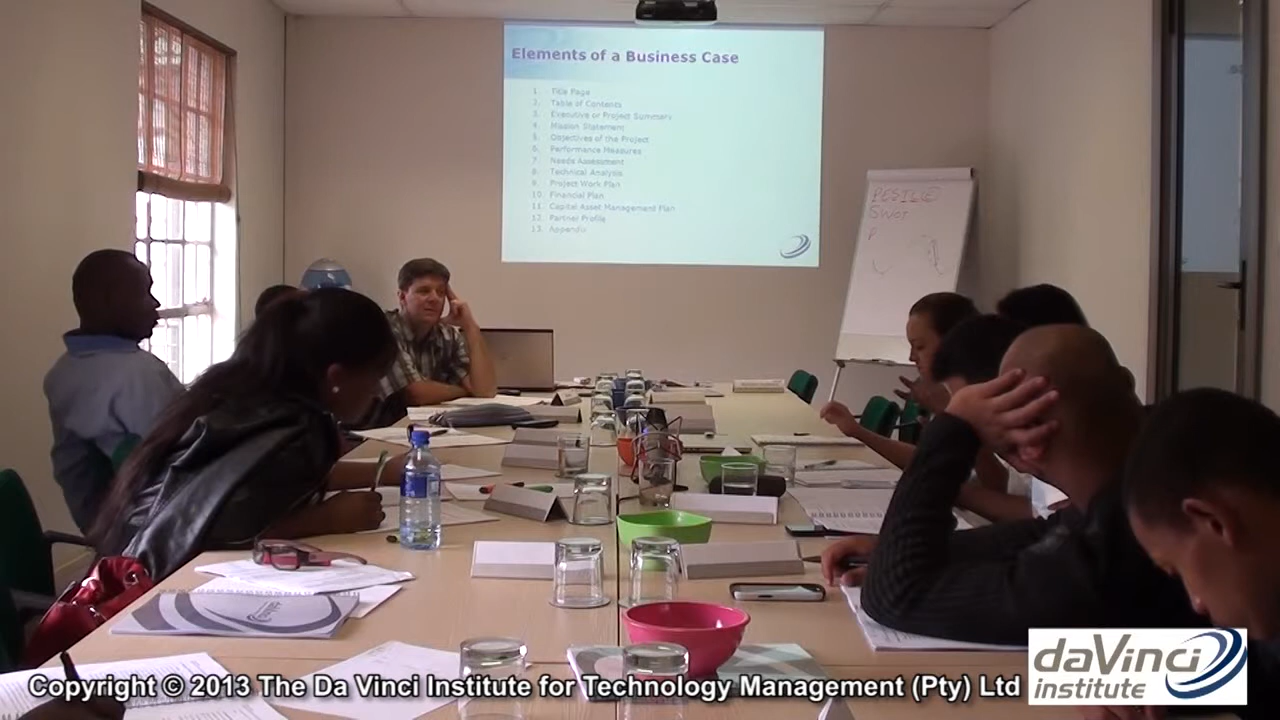 Elements of a Business Case
1. Title Page
2. Table of Contents
3. Executive or Project Summary
4. Mission Statement
5. Objectives of the Project
6. Performance Measures
7. Needs Assessment
8. Technical Analysis
9. Project Work Plan
10. Financial Plan
11. Capital Asset Management Plan
12. Partner Profile
13. Appendix
PESTLE
SWOT
P
daVinci
institute
Copyright © 2013 The Da Vinci Institute for Technology Management (Pty) Ltd